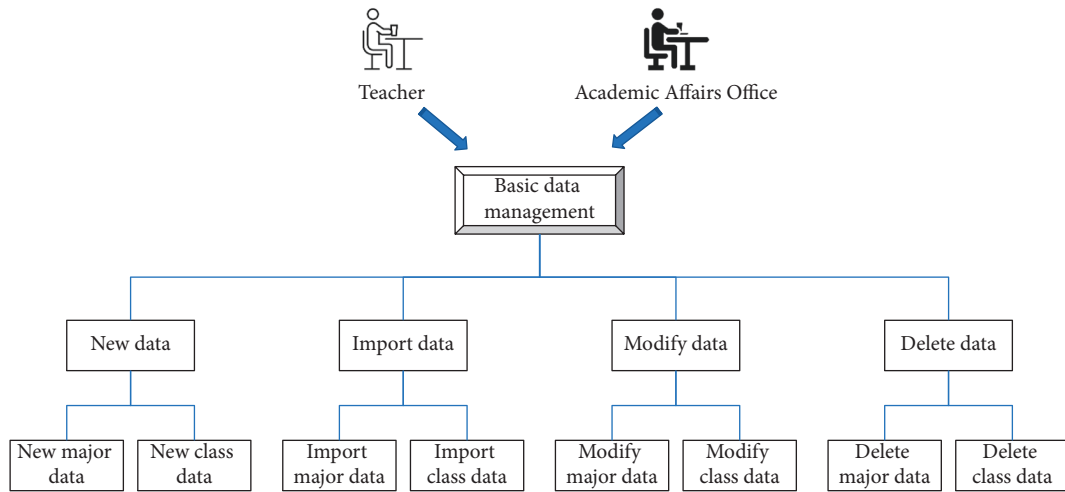 Teacher
Academic Affairs Office
Basic data
management
New data
Import data
Modify data
Delete data
New major
data
New class
data
Import
major data
Import
class data
Modify
major data
Modify
class data
Delete
major data
Delete
class data